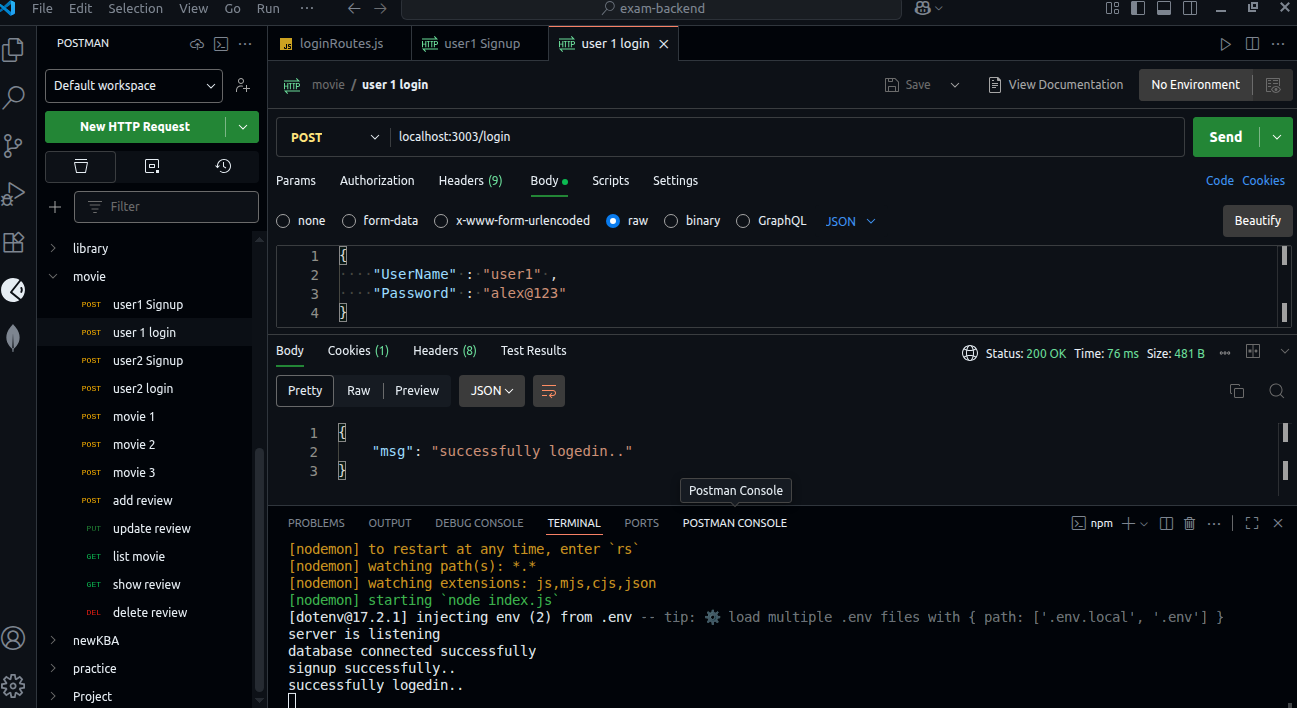 File Edit Selection View Go Run ··· exam-backend
POSTMAN
loginRoutes.js
user1 Signup
user 1 login
Default workspace
New HTTP Request
Filter
library
movie
POST user1 Signup
POST user 1 login
POST user2 Signup
POST user2 login
POST movie 1
POST movie 2
POST movie 3
POST add review
PUT update review
GET list movie
GET show review
DEL delete review
newKBA
practice
Project
HTTP movie / user 1 login
Save
View Documentation
No Environment
POST localhost:3003/login
Send
Params Authorization Headers (9) Body Scripts Settings
Code Cookies
none form-data x-www-form-urlencoded raw binary GraphQL JSON
Beautify
1 {
2 ····"UserName"·:·"user1"·,
3 ····"Password"·:·"alex@123"
4 }
Body Cookies (1) Headers (8) Test Results
Status: 200 OK Time: 76 ms Size: 481 B
Pretty Raw Preview JSON
1 {
2 "msg": "successfully logedin.."
3 }
Postman Console
PROBLEMS OUTPUT DEBUG CONSOLE TERMINAL PORTS POSTMAN CONSOLE
npm
[nodemon] to restart at any time, enter `rs`
[nodemon] watching path(s): *.*
[nodemon] watching extensions: js,mjs,cjs,json
[nodemon] starting `node index.js`
[dotenv@17.2.1] injecting env (2) from .env -- tip: ⚙️ load multiple .env files with { path: ['.env.local', '.env'] }
server is listening
database connected successfully
signup successfully..
successfully logedin..